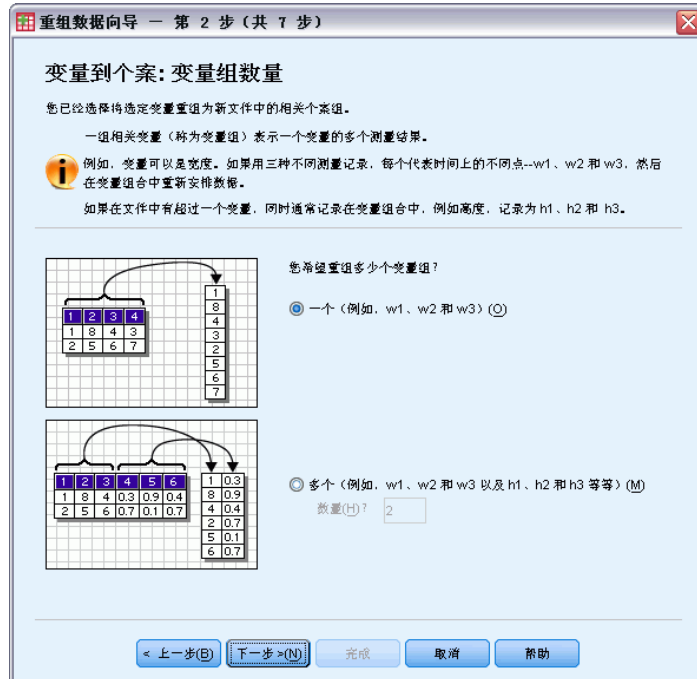 重组数据向导 － 第 2 步（共 7 步）
变量到个案: 变量组数量
您已经选择将选定变量重组为新文件中的相关个案组。
一组相关变量（称为变量组）表示一个变量的多个测量结果。
例如，变量可以是宽度。如果用三种不同测量记录，每个代表时间上的不同点--w1、w2 和 w3，然后
在变量组合中重新安排数据。
如果在文件中有超过一个变量，同时通常记录在变量组合中，例如高度，记录为 h1、h2 和 h3。
您希望重组多少个变量组？
1
8
4
3
2
5
6
7
1 2 3 4
1 8 4 3
2 5 6 7
一个（例如，w1、w2 和 w3）(O)
1 2 3 4 5 6
1 8 4 0.3 0.9 0.4
2 5 6 0.7 0.1 0.7
1 0.3
8 0.9
4 0.4
2 0.7
5 0.1
6 0.7
多个（例如，w1、w2 和 w3 以及 h1、h2 和 h3 等等）(M)
数量(H)? 2
< 上一步(B) 下一步 >(N) 完成 取消 帮助